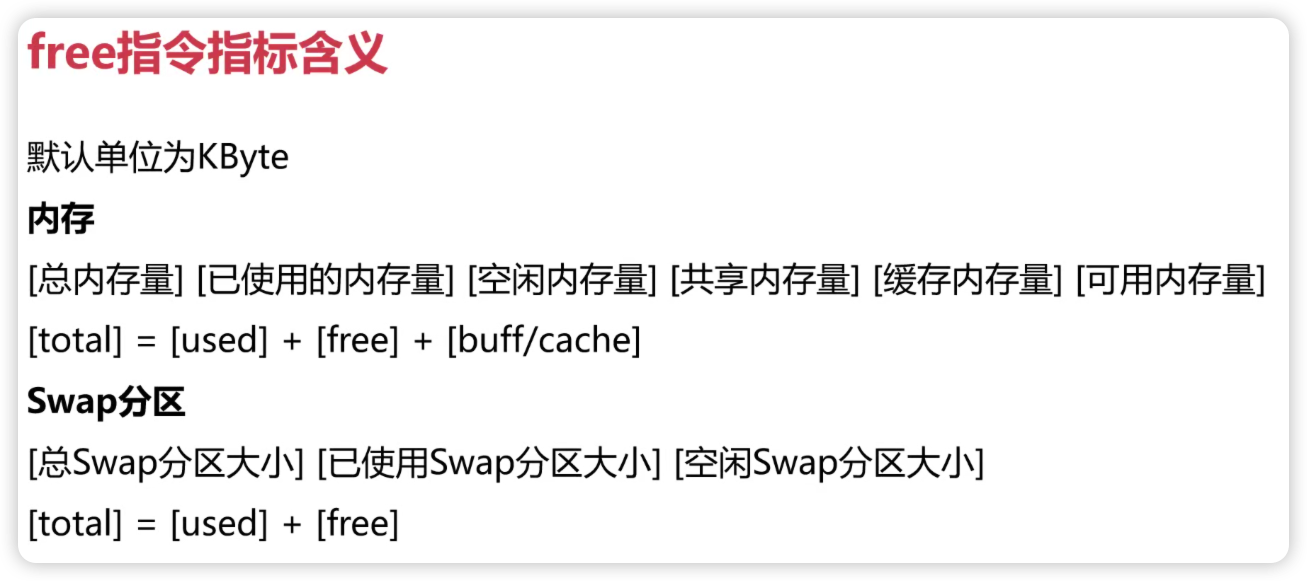 free指令指标含义
默认单位为KByte
内存
[总内存量] [已使用的内存量] [空闲内存量] [共享内存量] [缓存内存量] [可用内存量]
[total] = [used] + [free] + [buff/cache]
Swap分区
[总Swap分区大小] [已使用Swap分区大小] [空闲Swap分区大小]
[total] = [used] + [free]